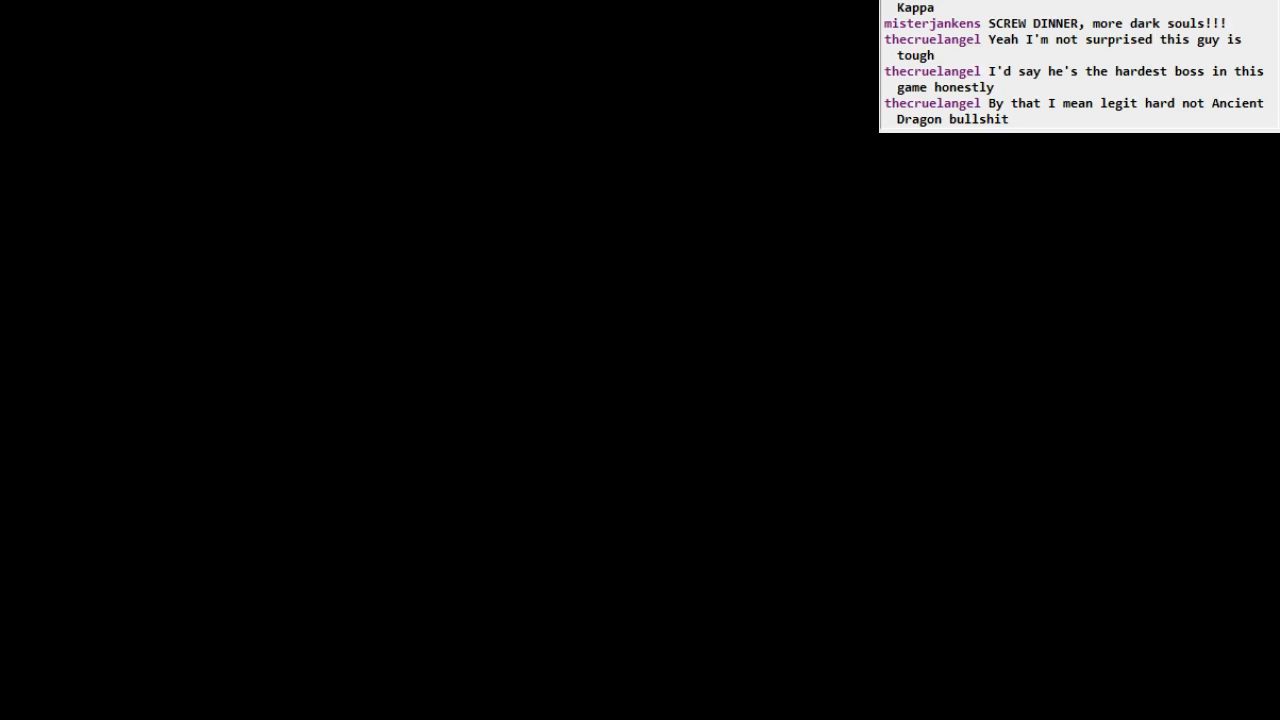 Kappa
misterjankens SCREW DINNER, more dark souls!!!
thecruelangel Yeah I'm not surprised this guy is
tough
thecruelangel I'd say he's the hardest boss in this
game honestly
thecruelangel By that I mean legit hard not Ancient
Dragon bullshit